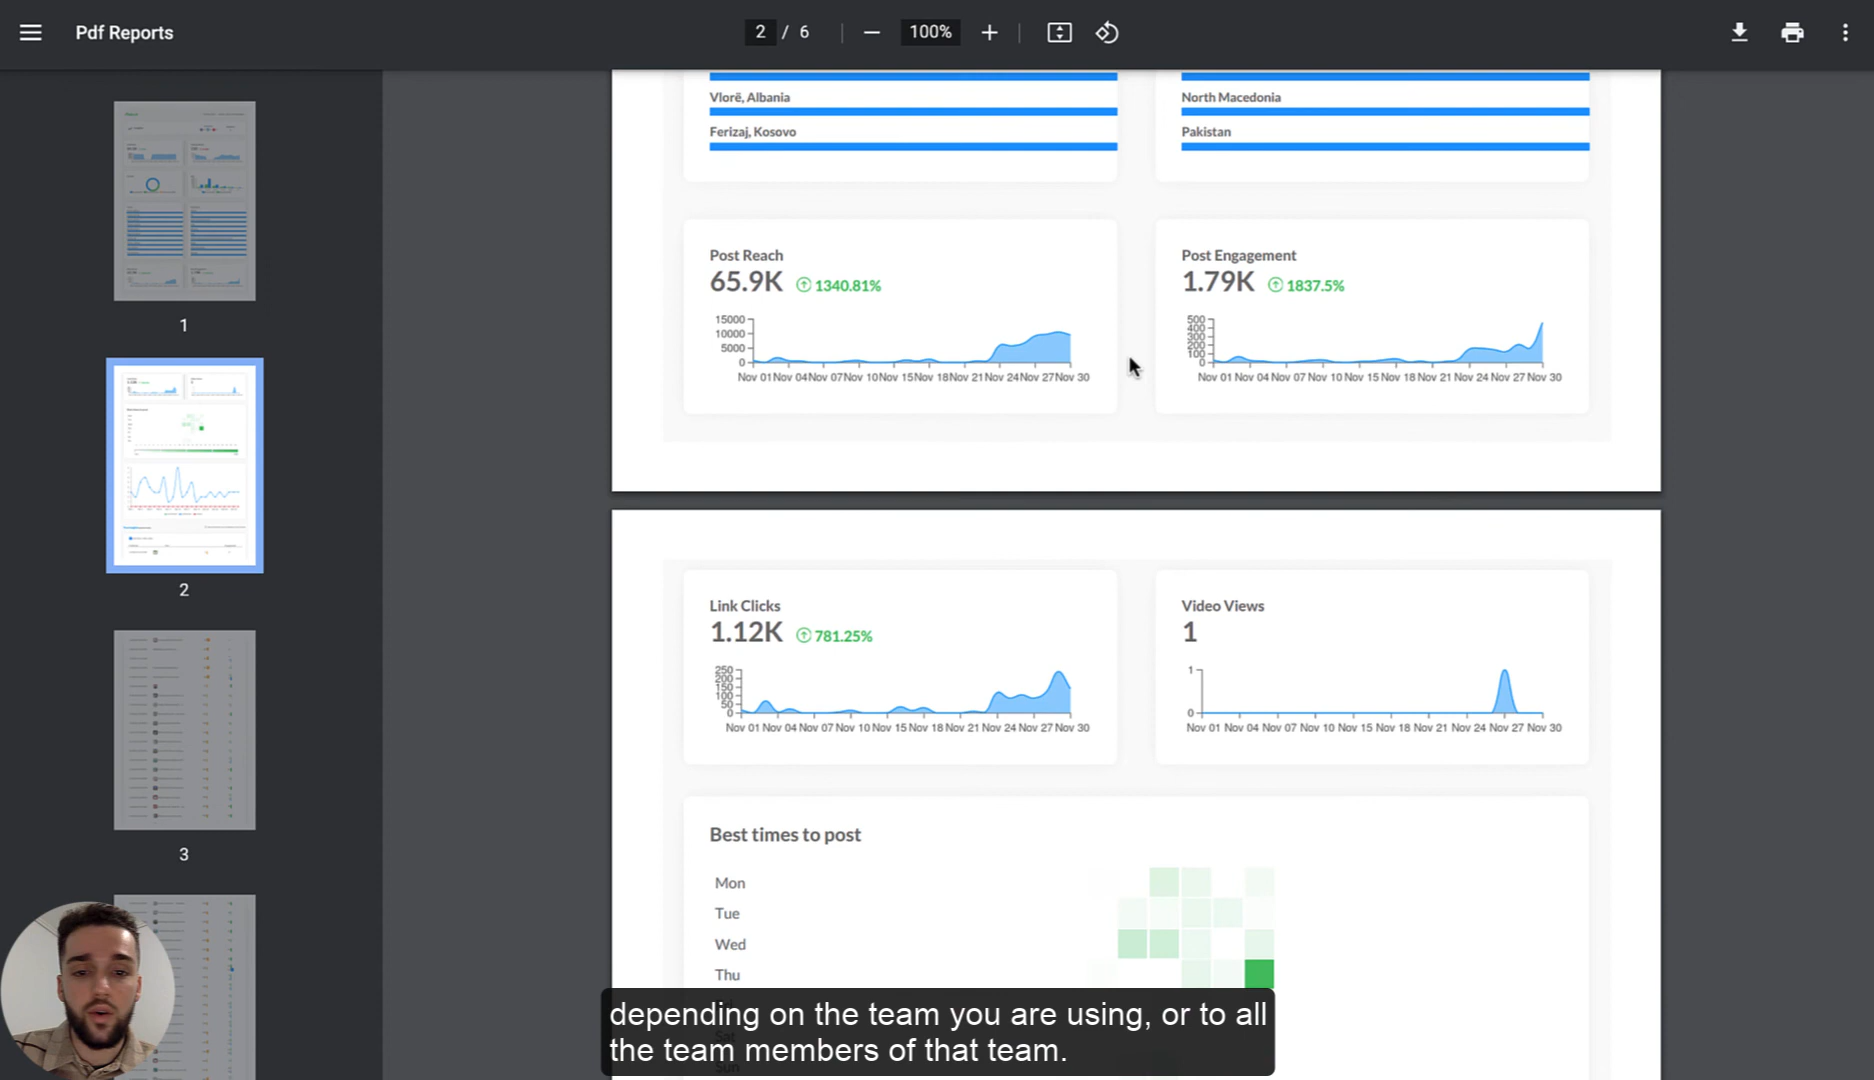 Pdf Reports
2 / 6
100%
1
2
3
Vlorë, Albania
Ferizaj, Kosovo
North Macedonia
Pakistan
Post Reach
65.9K 1340.81%
15000
10000
5000
0
Nov 01 Nov 04 Nov 07 Nov 10 Nov 15 Nov 18 Nov 21 Nov 24 Nov 27 Nov 30
Post Engagement
1.79K 1837.5%
500
400
300
200
100
0
Nov 01 Nov 04 Nov 07 Nov 10 Nov 15 Nov 18 Nov 21 Nov 24 Nov 27 Nov 30
Link Clicks
1.12K 781.25%
250
200
150
100
50
0
Nov 01 Nov 04 Nov 07 Nov 10 Nov 15 Nov 18 Nov 21 Nov 24 Nov 27 Nov 30
Video Views
1
1
0
Nov 01 Nov 04 Nov 07 Nov 10 Nov 15 Nov 18 Nov 21 Nov 24 Nov 27 Nov 30
Best times to post
Mon
Tue
Wed
Thu
Sat
Sun
depending on the team you are using, or to all
the team members of that team.